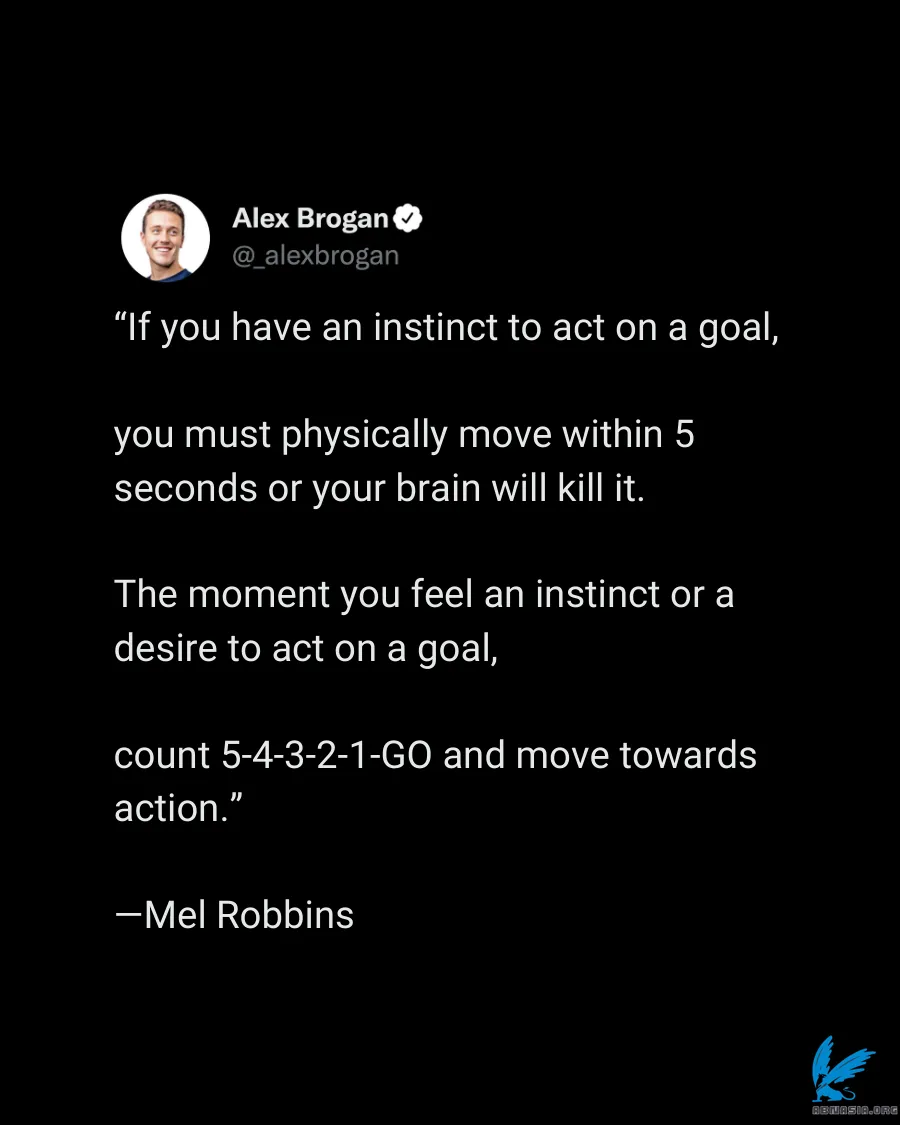 Alex Brogan
@_alexbrogan
“If you have an instinct to act on a goal,
you must physically move within 5
seconds or your brain will kill it.
The moment you feel an instinct or a
desire to act on a goal,
count 5-4-3-2-1-GO and move towards
action.”
—Mel Robbins
ABMASIA.ORG